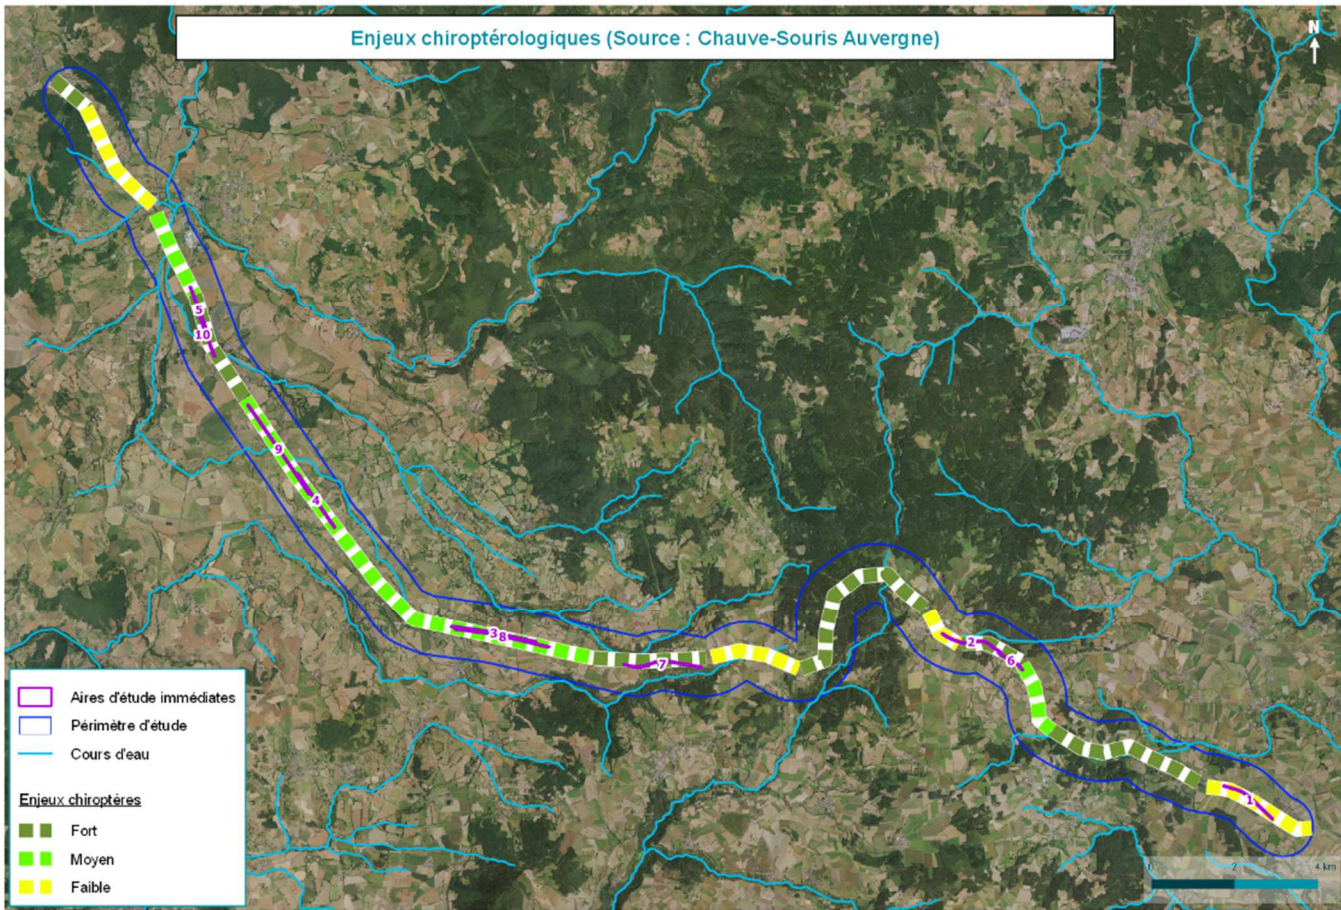 Enjeux chiroptérologiques (Source : Chauve-Souris Auvergne)
N
5
10
9
4
3
8
7
2
6
1
Aires d'étude immédiates
Périmètre d'étude
Cours d'eau
Enjeux chiroptères
Fort
Moyen
Faible
0 2 4 km